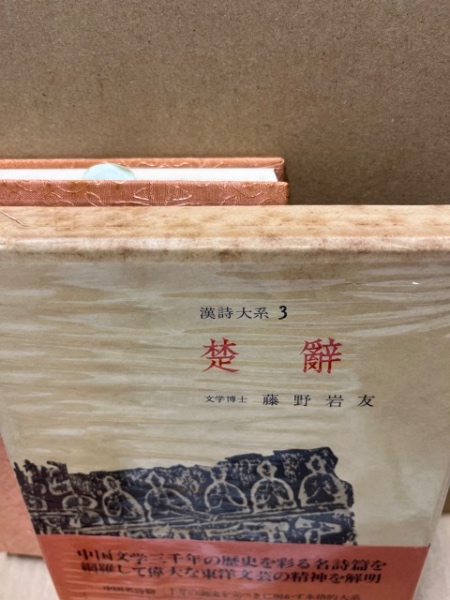 漢詩大系 3
楚辭
文学博士 藤野岩友
中国文学三千年の歴史を彩る名詩篇を
網羅して偉大な東洋文芸の精神を解明